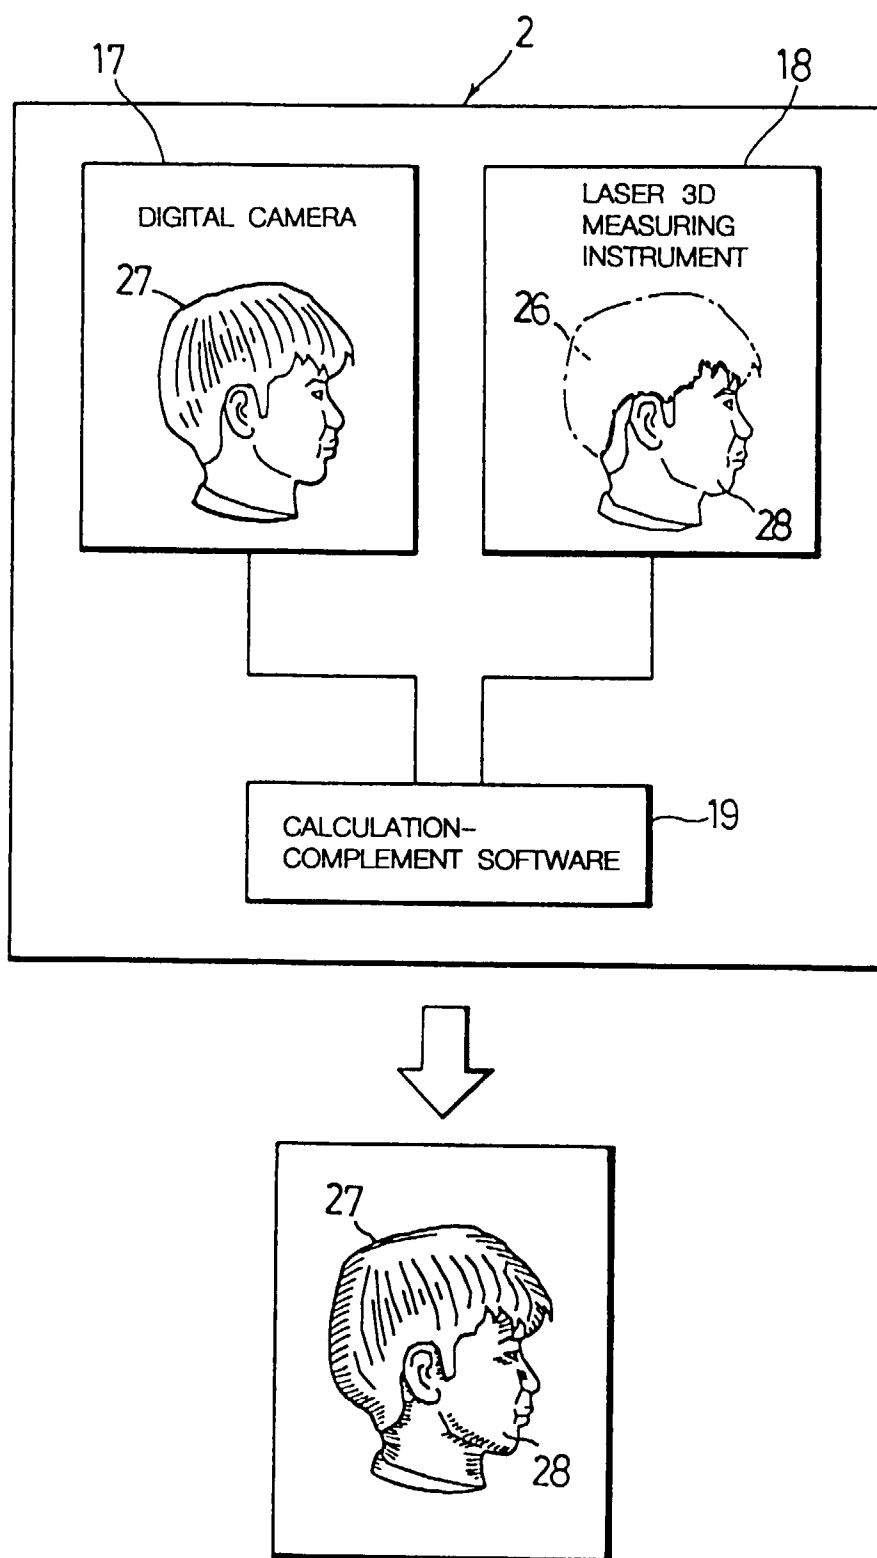 2
17
18
DIGITAL CAMERA
LASER 3D
MEASURING
INSTRUMENT
27
26
28
CALCULATION-
COMPLEMENT SOFTWARE
19
27
28